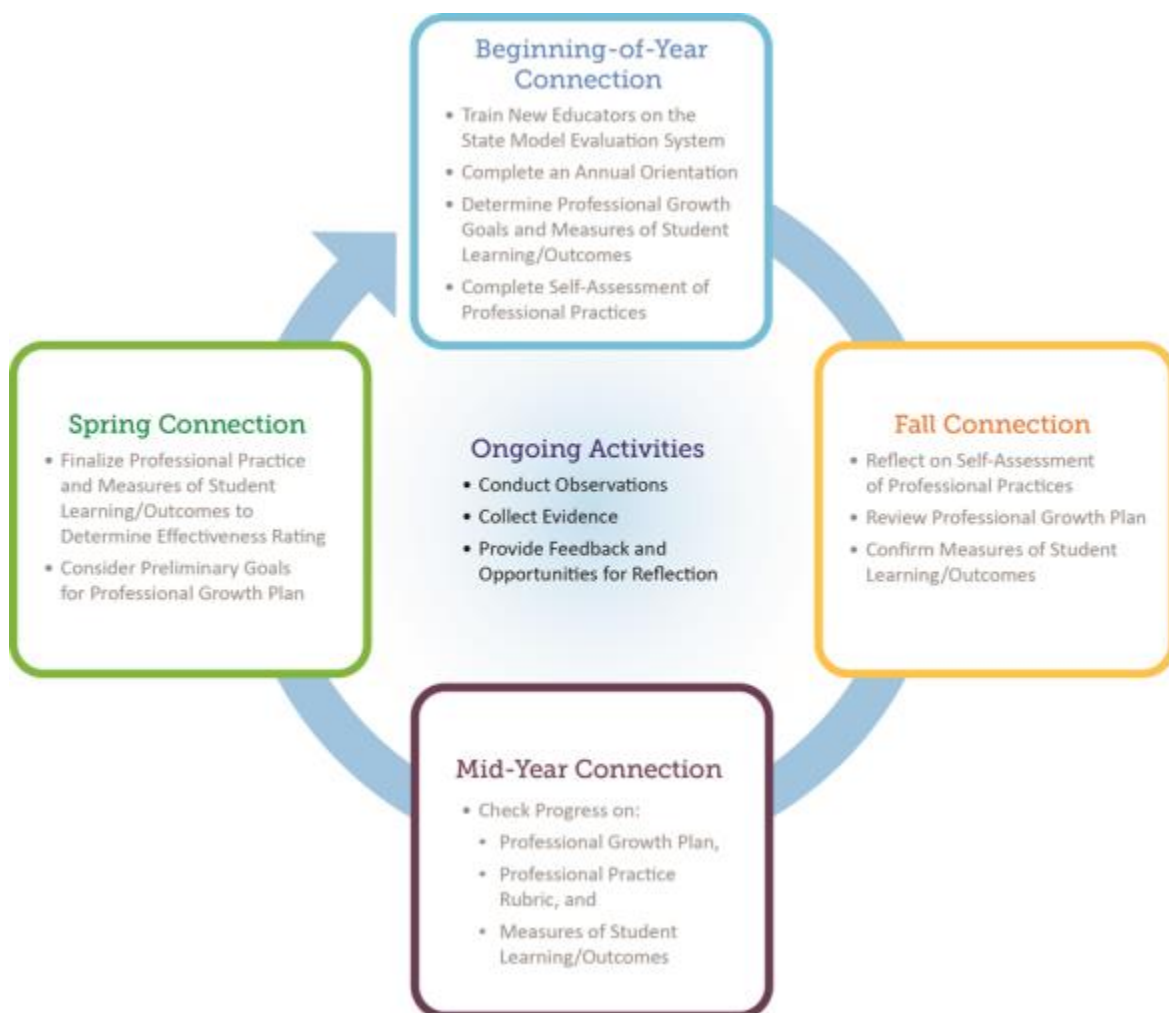 Beginning-of-Year
Connection
• Train New Educators on the
State Model Evaluation System
• Complete an Annual Orientation
• Determine Professional Growth
Goals and Measures of Student
Learning/Outcomes
• Complete Self-Assessment of
Professional Practices
Fall Connection
• Reflect on Self-Assessment
of Professional Practices
• Review Professional Growth Plan
• Confirm Measures of Student
Learning/Outcomes
Mid-Year Connection
• Check Progress on:
• Professional Growth Plan,
• Professional Practice
Rubric, and
• Measures of Student
Learning/Outcomes
Spring Connection
• Finalize Professional Practice
and Measures of Student
Learning/Outcomes to
Determine Effectiveness Rating
• Consider Preliminary Goals
for Professional Growth Plan
Ongoing Activities
• Conduct Observations
• Collect Evidence
• Provide Feedback and
Opportunities for Reflection